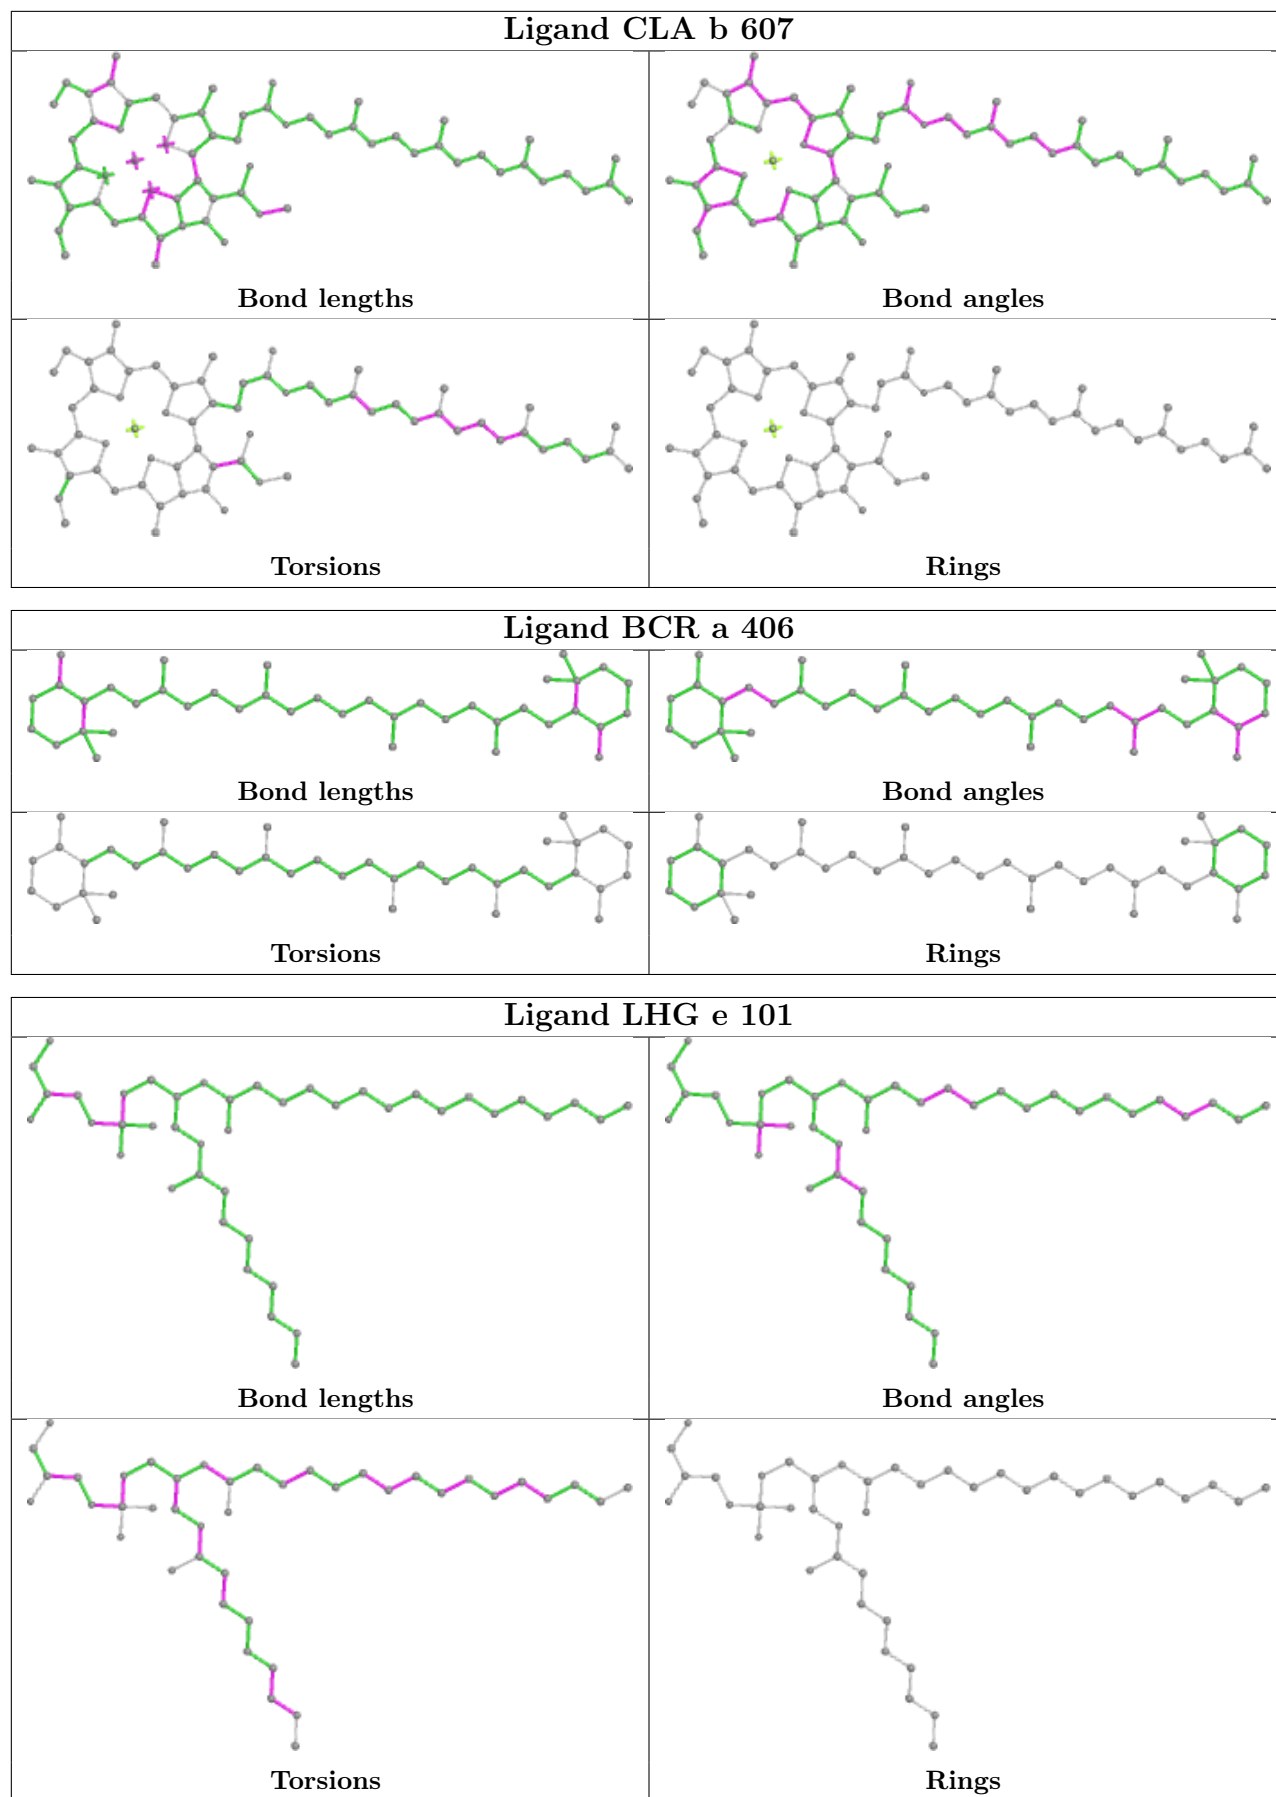 Ligand CLA b 607
Bond lengths
Bond angles
Torsions
Rings
Ligand BCR a 406
Bond lengths
Bond angles
Torsions
Rings
Ligand LHG e 101
Bond lengths
Bond angles
Torsions
Rings